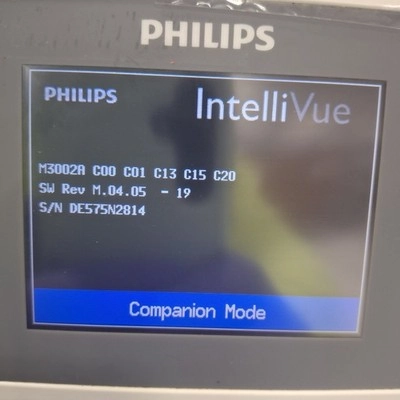 PHILIPS
PHILIPS IntelliVue
M3002A C00 C01 C13 C15 C20
SW Rev M.04.05 - 19
S/N DE575N2814
Companion Mode